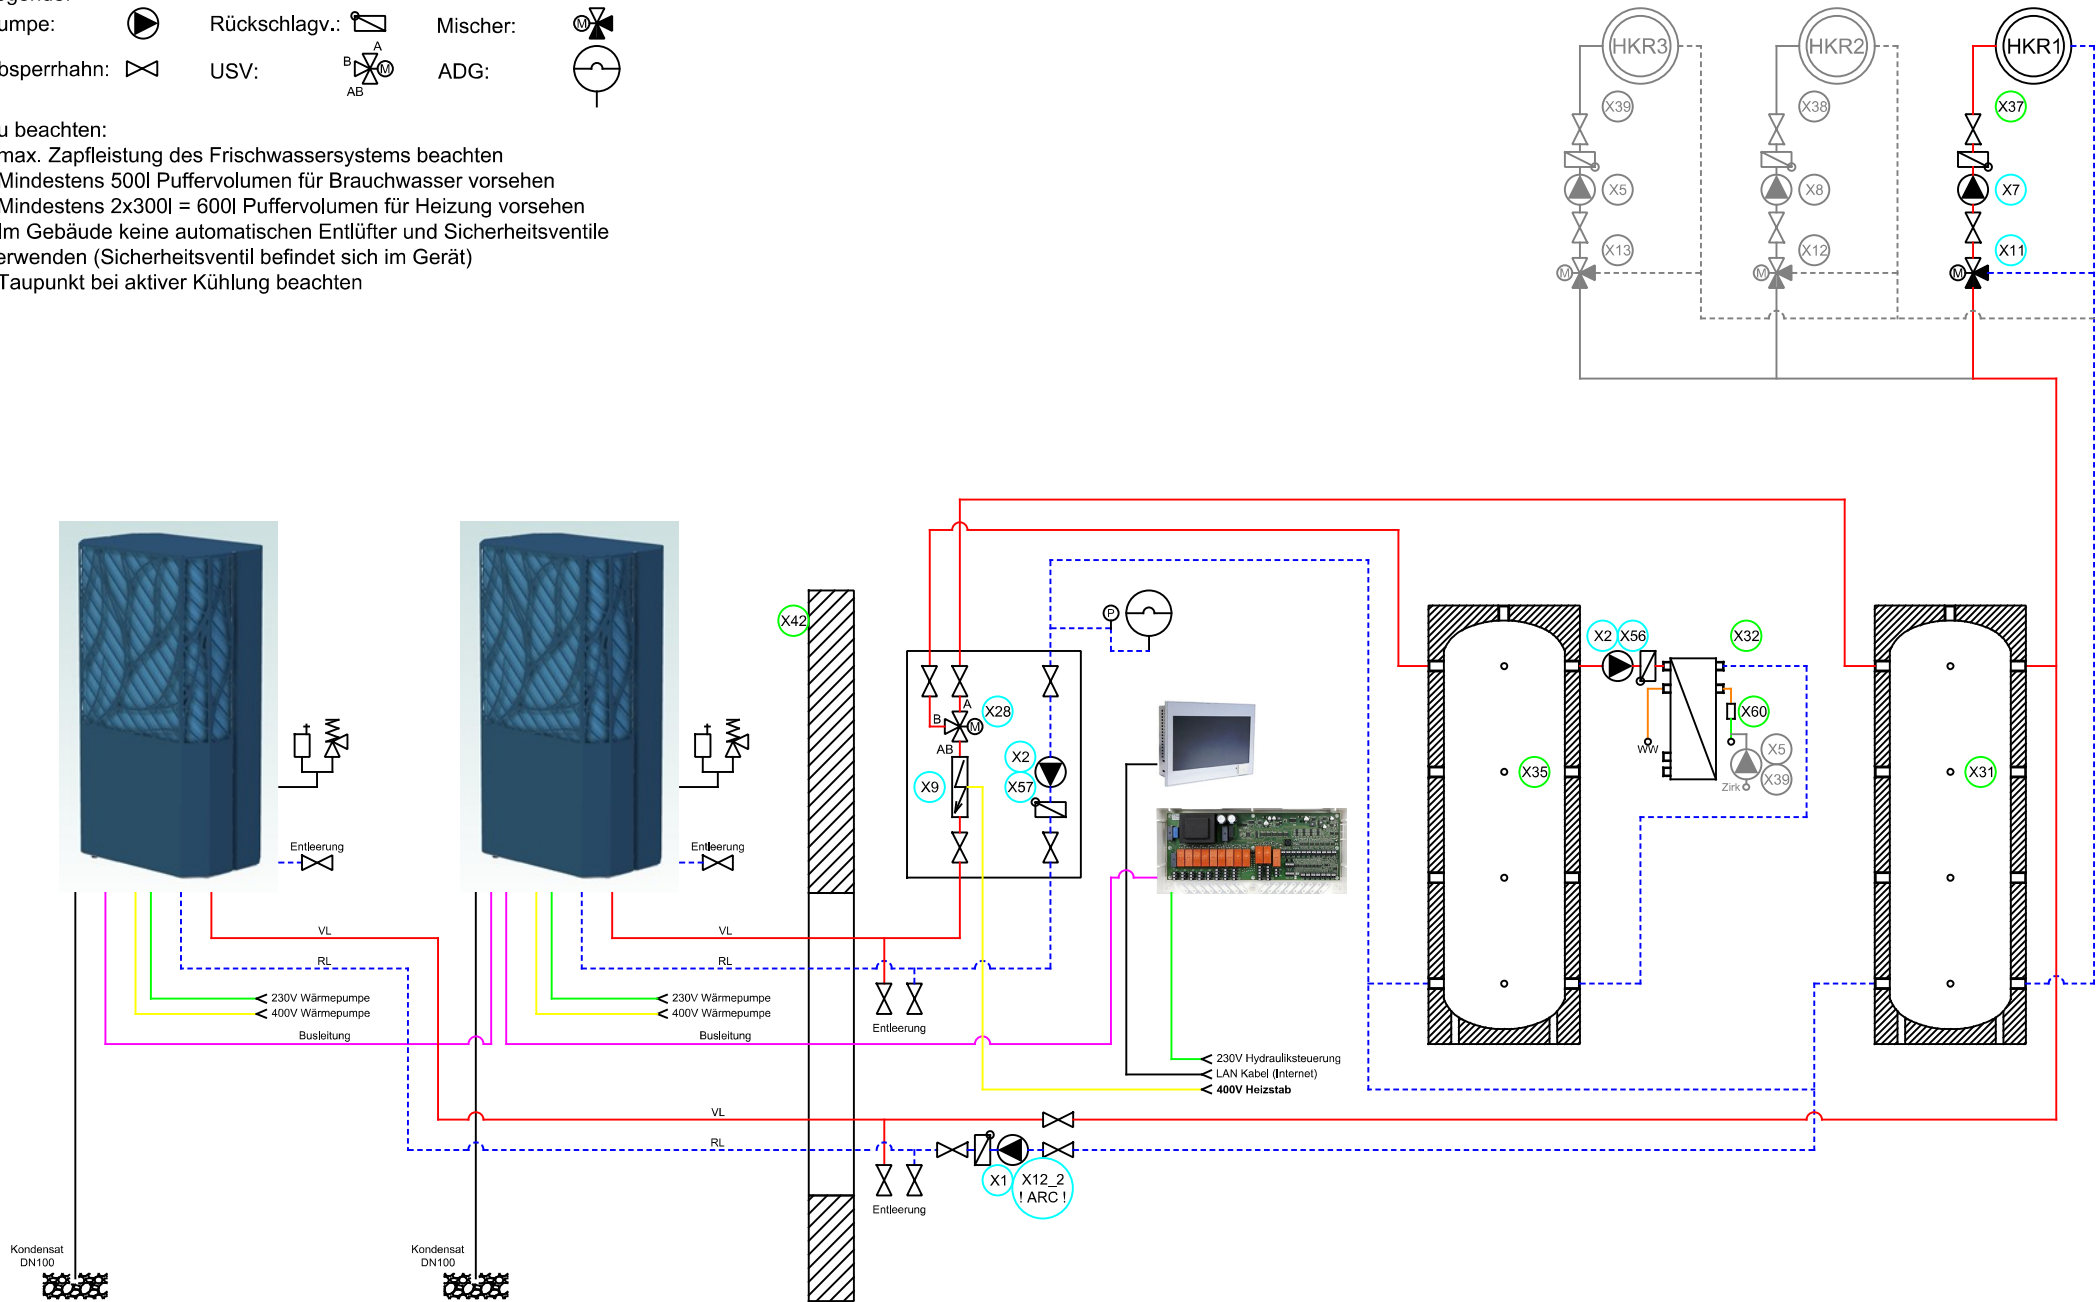 egende:
umpe:
Rückschlagv.:
Mischer:
M
bsperrhahn:
USV:
A
B
M
AB
ADG:
u beachten:
max. Zapfleistung des Frischwassersystems beachten
Mindestens 500l Puffervolumen für Brauchwasser vorsehen
Mindestens 2x300l = 600l Puffervolumen für Heizung vorsehen
Im Gebäude keine automatischen Entlüfter und Sicherheitsventile
erwenden (Sicherheitsventil befindet sich im Gerät)
Taupunkt bei aktiver Kühlung beachten
HKR3
HKR2
HKR1
X39
X38
X37
X5
X8
X7
X13
X12
X11
M
M
M
X42
P
X2
X56
X32
A
B
M
X28
AB
X60
X2
WW
X5
X9
X57
X35
Zirk
X39
X31
Entleerung
Entleerung
VL
VL
RL
RL
230V Wärmepumpe
400V Wärmepumpe
230V Wärmepumpe
400V Wärmepumpe
Busleitung
Busleitung
Entleerung
230V Hydrauliksteuerung
LAN Kabel (Internet)
400V Heizstab
VL
RL
X1
X12_2
! ARC !
Entleerung
Kondensat
DN100
Kondensat
DN100